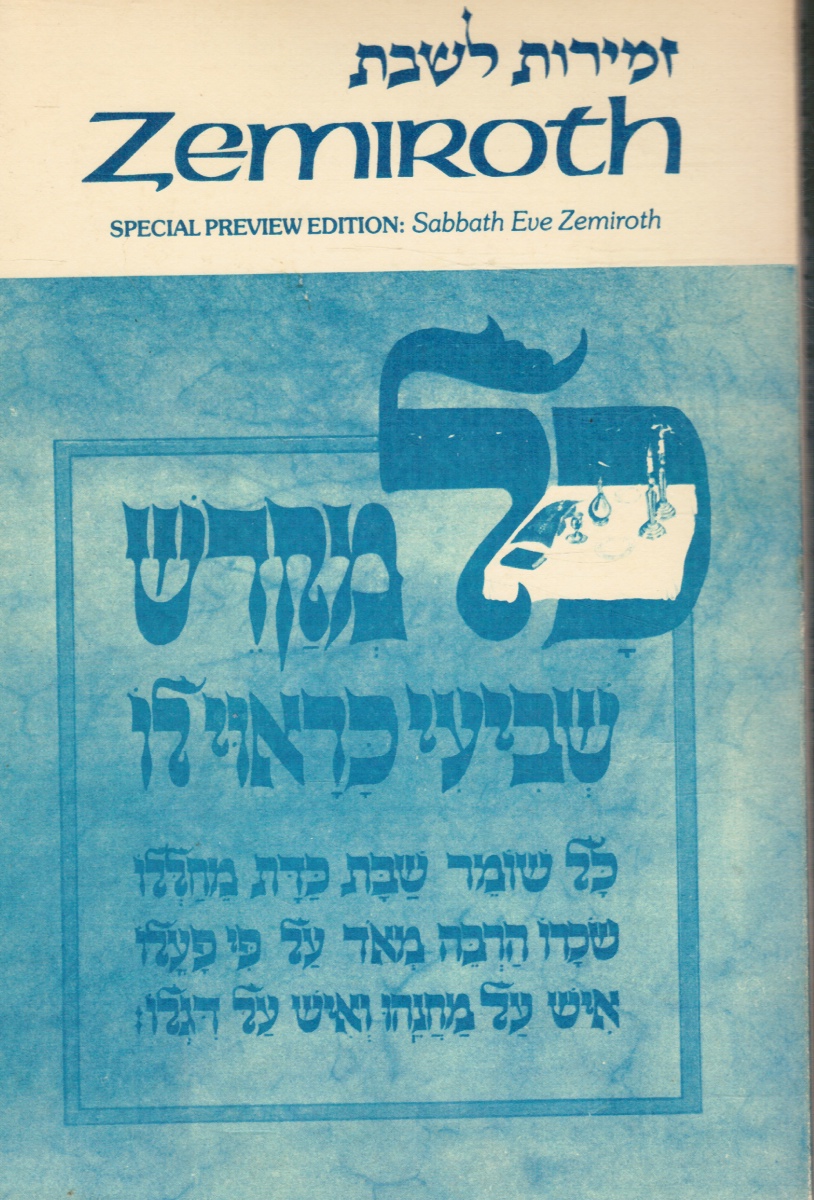 זמירות לשבת
Zemiroth
SPECIAL PREVIEW EDITION: Sabbath Eve Zemiroth
כָּל מְקַדֵּשׁ
שְׁבִיעִי כָּרָאוּי לוֹ
כָּל שׁוֹמֵר שַׁבָּת כַּדָּת מֵחַלְּלוֹ
שְׂכָרוֹ הַרְבֵּה מְאֹד עַל פִּי פָעֳלוֹ
אִישׁ עַל מַחֲנֵהוּ וְאִישׁ עַל דִּגְלוֹ: